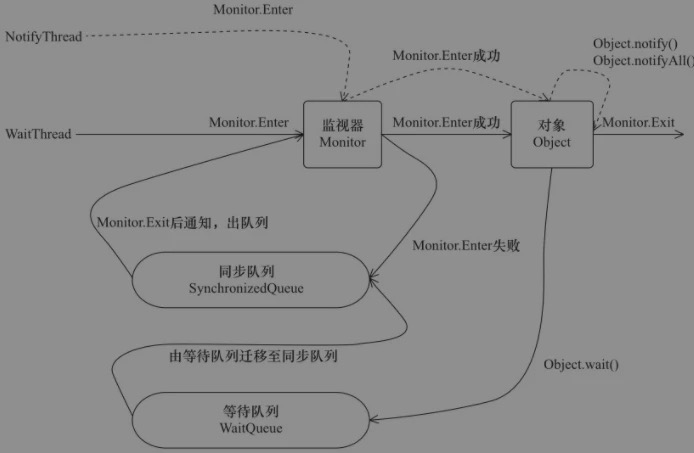 Monitor.Enter
NotifyThread
Object.notify()
Monitor.Enter成功
Object.notifyAll()
WaitThread
Monitor.Enter
监视器
Monitor
Monitor.Enter成功
对象
Object
Monitor.Exit
Monitor.Exit后通知，出队列
Monitor.Enter失败
同步队列
SynchronizedQueue
由等待队列迁移至同步队列
Object.wait()
等待队列
WaitQueue